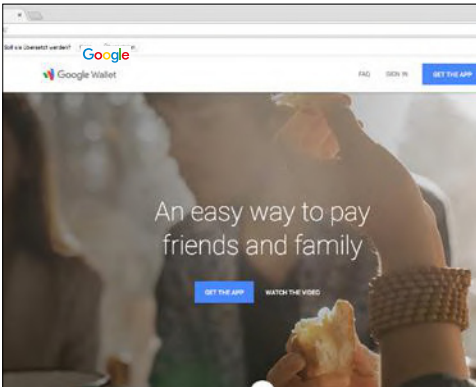 Soll sie übersetzt werden?
Google
Google Wallet
FAQ SIGN IN GET THE APP
An easy way to pay
friends and family
GET THE APP WATCH THE VIDEO